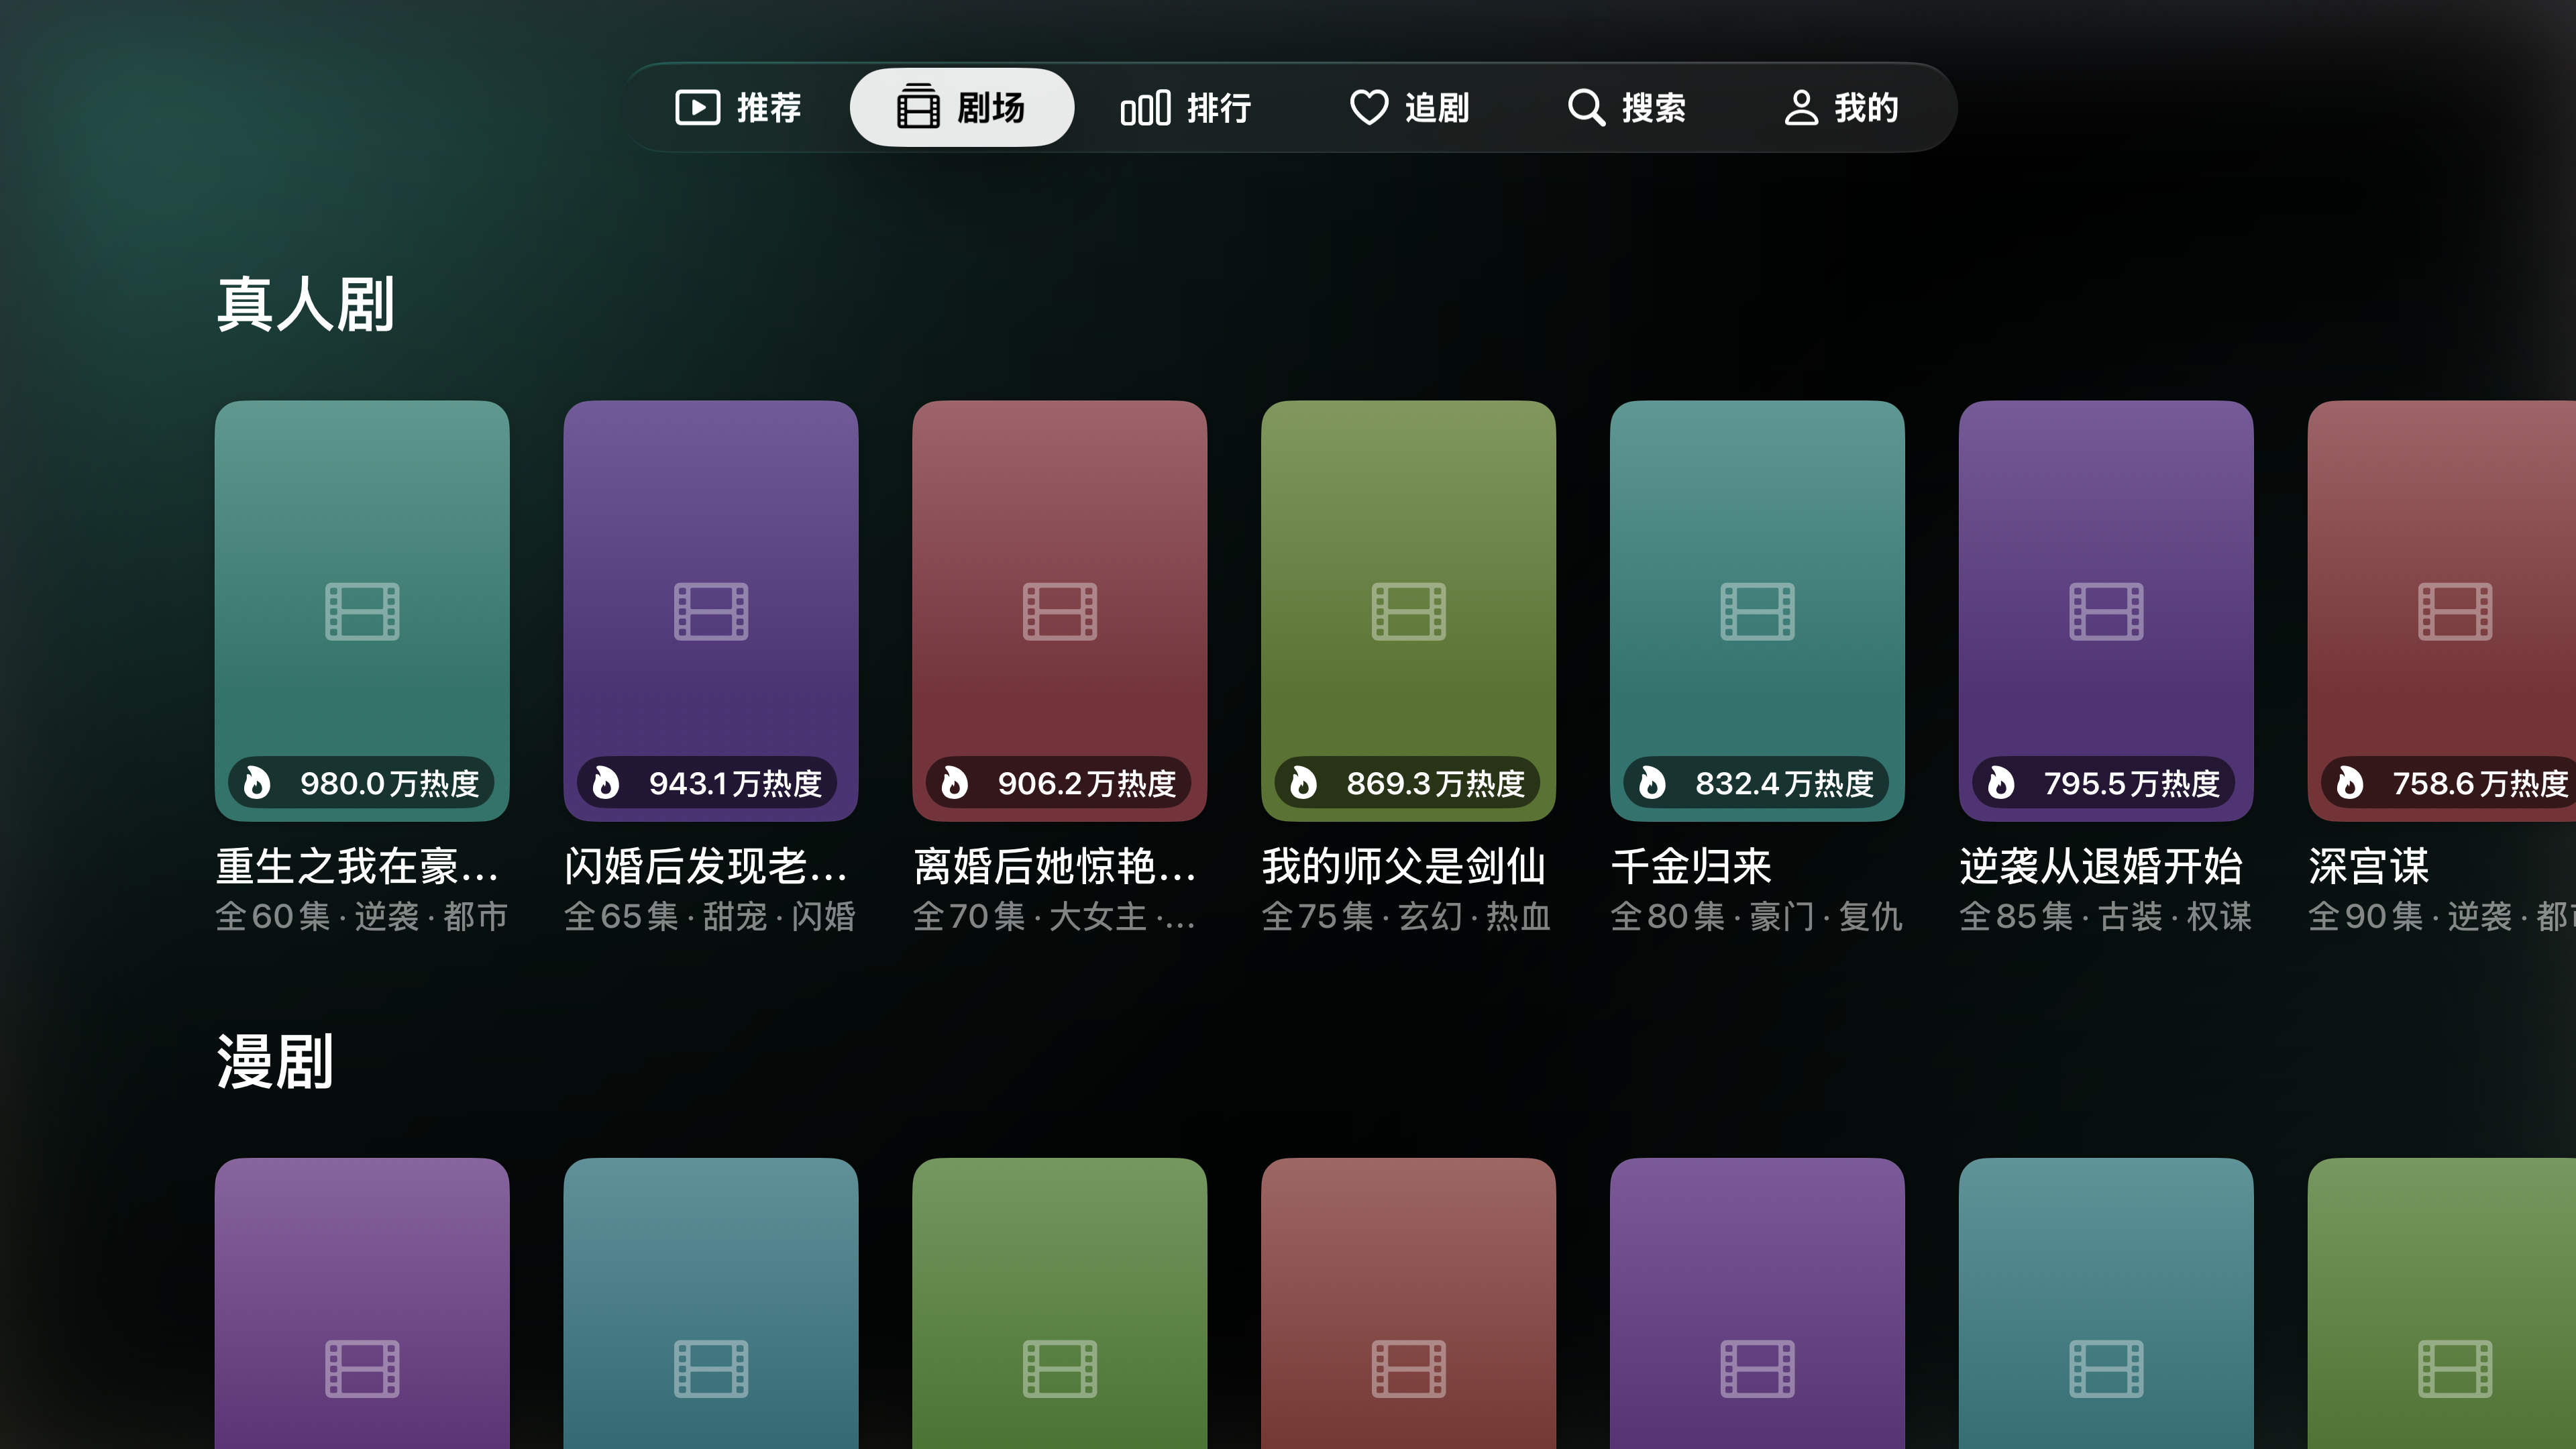 推荐 剧场 排行 追剧 搜索 我的
真人剧
980.0万热度 943.1万热度 906.2万热度 869.3万热度 832.4万热度 795.5万热度 758.6万热度
重生之我在豪… 闪婚后发现老… 离婚后她惊艳… 我的师父是剑仙 千金归来 逆袭从退婚开始 深宫谋
全60集·逆袭·都市 全65集·甜宠·闪婚 全70集·大女主·… 全75集·玄幻·热血 全80集·豪门·复仇 全85集·古装·权谋 全90集·逆袭·都
漫剧